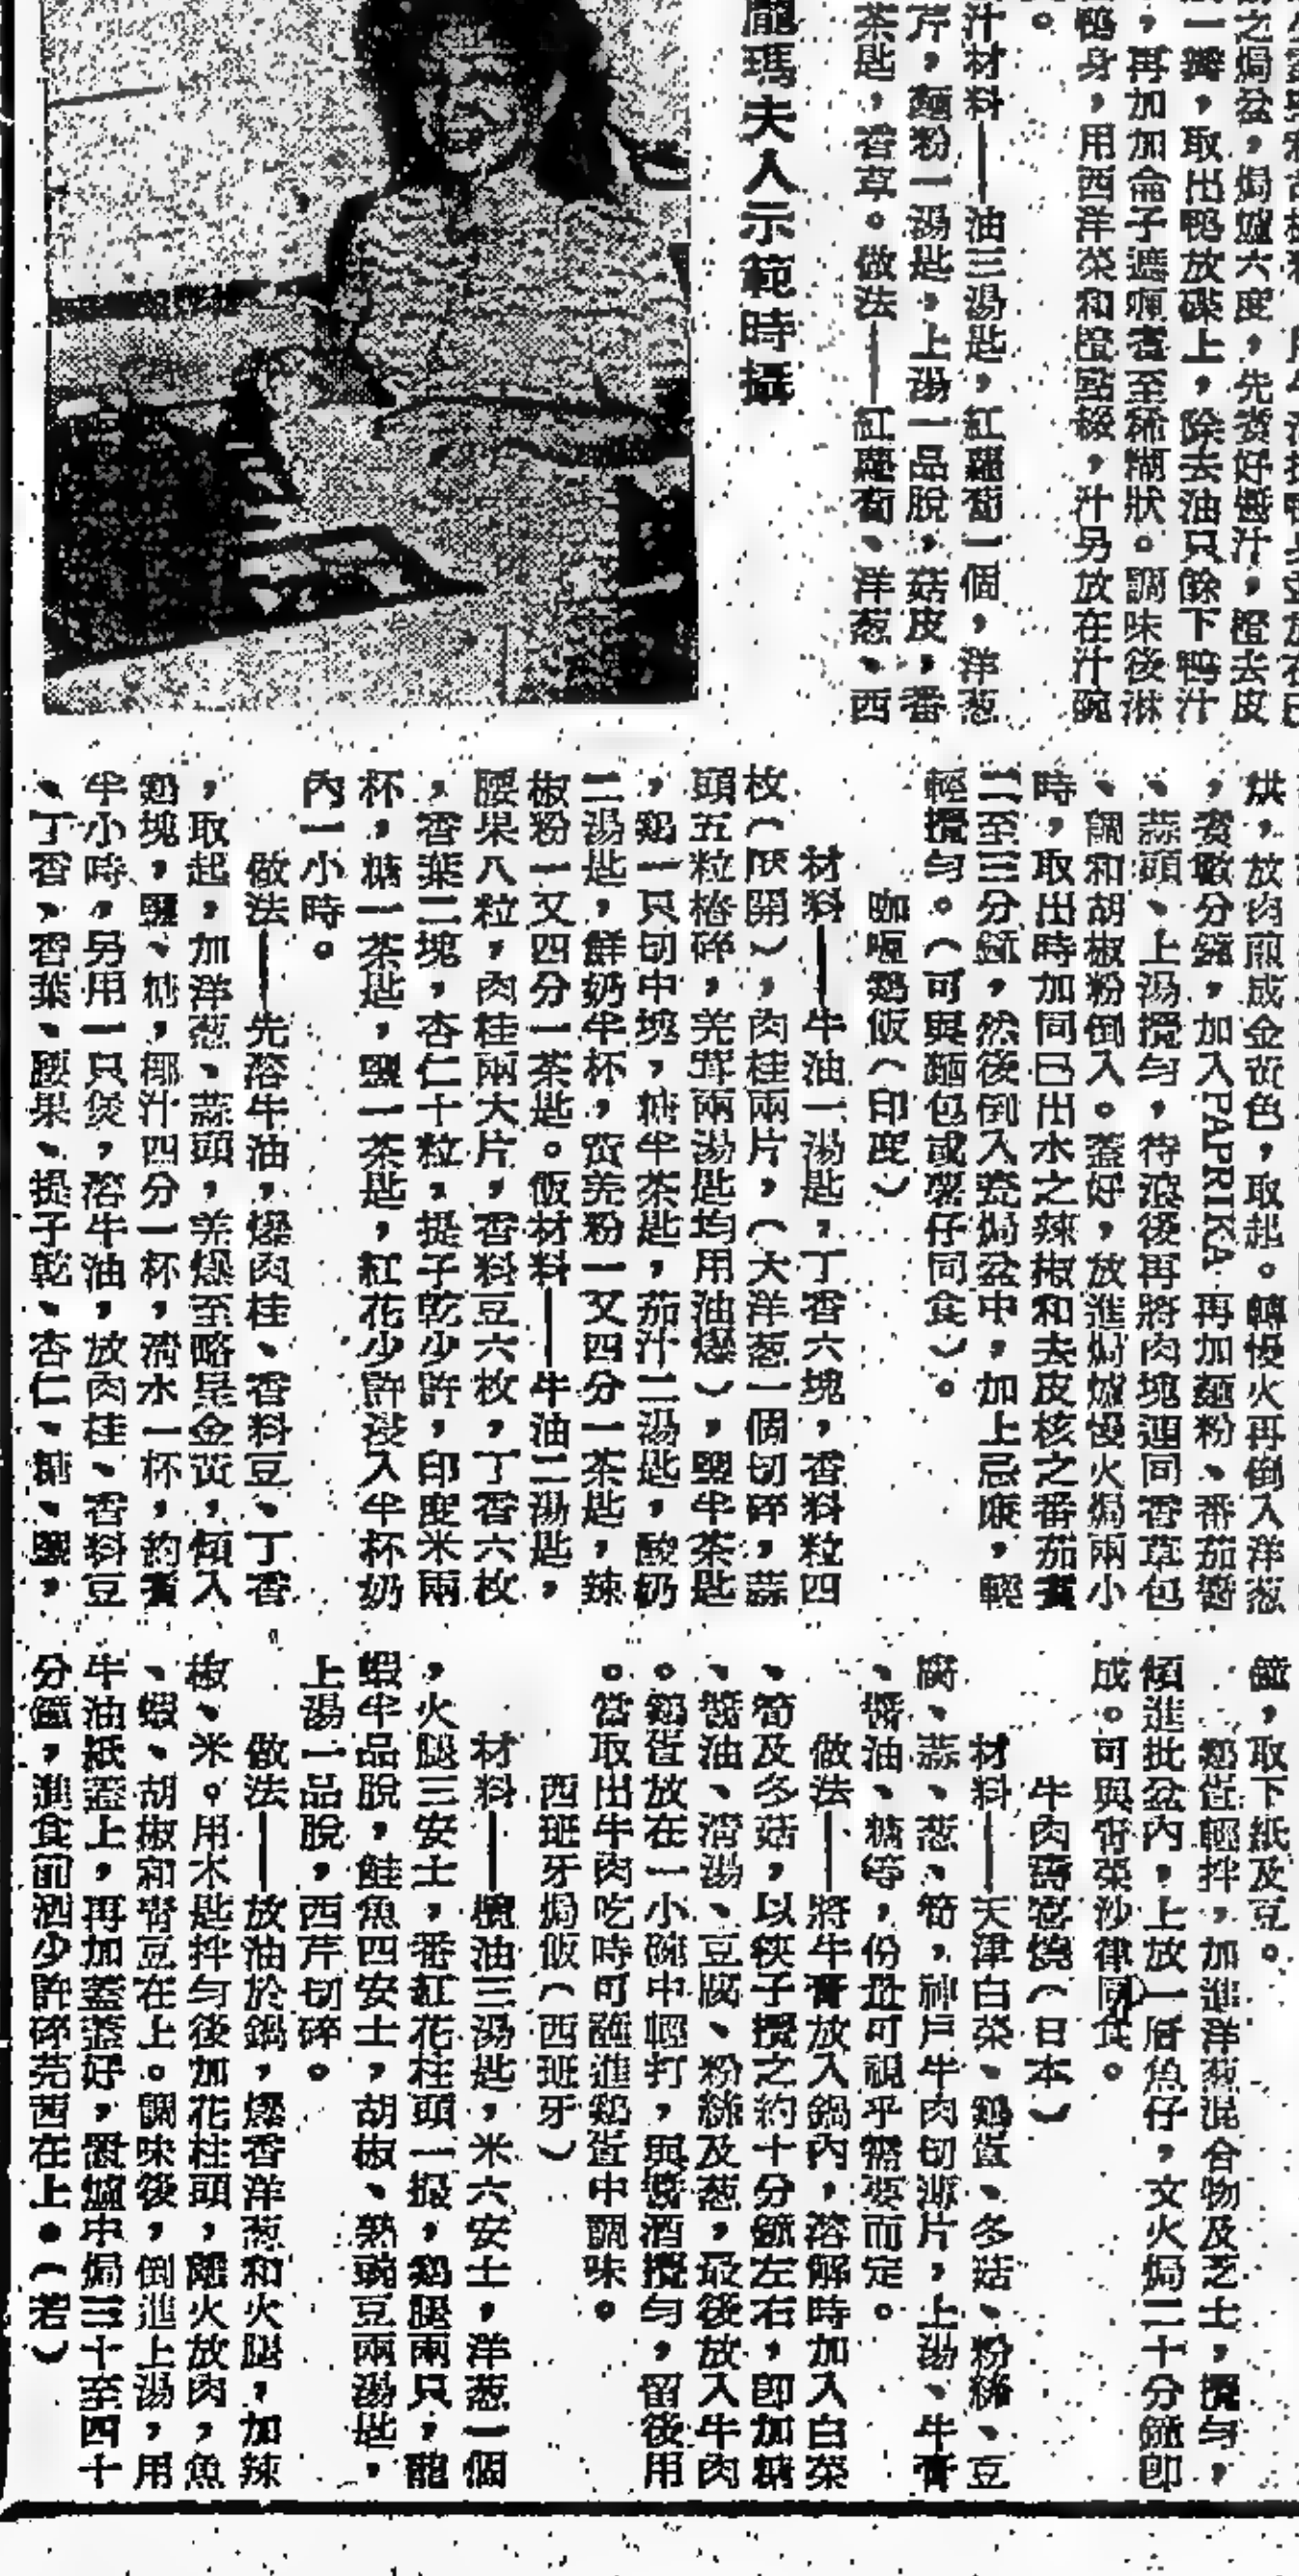 之焗盆，焗爐六度，先煑好橙汁，橙去皮
一瓣，取出鴨放碟上，除去油只餘下鴨汁
，再加加侖子酒煑至稀糊狀。調味後淋
鴨身，用西洋菜和橙點綴，汁另放在汁碗
。
汁材料——油三湯匙，紅蘿蔔一個，洋葱
芹，麵粉一湯匙，上湯一品脫，菇皮，番
茶匙，香草。做法——紅蘿蔔、洋葱、西
龐瑪夫人示範時攝
烘，放肉煎成金黃色，取起。轉慢火再倒入洋葱
，煑數分鐘，加入PAPRIKA 再加麵粉、番茄醬
、蒜頭、上湯攪勻，待滾後再將肉塊連同香草包
、鹽和胡椒粉倒入。蓋好，放進焗爐慢火焗兩小
時，取出時加同已出水之辣椒和去皮核之番茄煑
二至三分鐘，然後倒入瓷焗盆中，加上忌廉，輕
輕攪勻。（可與麵包或薯仔同食）。
咖喱鷄飯（印度）
材料——牛油一湯匙，丁香六塊，香料粒四
枚（󠄀開），肉桂兩片，（大洋葱一個切碎，蒜
頭五粒樁碎，羌茸兩湯匙均用油爆），鹽半茶匙
，鷄一只切中塊，糖半茶匙，茄汁二湯匙，酸奶
二湯匙，鮮奶半杯，黃羌粉一又四分一茶匙，辣
椒粉一又四分一茶匙。飯材料——牛油二湯匙，
腰果八粒，肉桂兩大片，香料豆六枚，丁香六枚
，香葉二塊，杏仁十粒，提子乾少許，印度米兩
杯，糖一茶匙，鹽一茶匙，紅花少許浸入半杯奶
內一小時。
做法——先溶牛油，爆肉桂、香料豆、丁香
，取起，加洋葱、蒜頭，羌爆至略呈金黃，傾入
鷄塊，鹽、糖，椰汁四分一杯，淸水一杯，約煑
半小時，另用一只煲，溶牛油，放肉桂、香料豆
、丁香，香葉、腰果、提子乾、杏仁、糖、鹽，
鐘，取下紙及豆。
鷄蛋輕拌，加進洋葱混合物及芝士，攪勻，
傾進批盆內，上放一層魚仔，文火焗二十分鐘即
成。可與靑菜沙律同食。
牛肉壽喜燒（日本）
材料——天津白菜、鷄蛋、冬菇、粉絲、豆
腐、蒜、葱、筍，神戶牛肉切薄片，上湯、牛膏
、醬油、糖等，份量可視乎需要而定。
做法——將牛膏放入鍋內，溶解時加入白菜
、筍及冬菇，以筷子攪之約十分鐘左右，即加糖
、醬油、淸湯、豆腐、粉絲及葱，最後放入牛肉
。鷄蛋放在一小碗中輕打，與燒酒攪勻，留後用
。當取出牛肉吃時可蘸進鷄蛋中調味。
西班牙焗飯（西班牙）
材料——欖油三湯匙，米六安士，洋葱一個
，火腿三安士，番紅花柱頭一撮，鷄腿兩只，龍
蝦半品脫，鮭魚四安士，胡椒、熟豌豆兩湯匙，
上湯一品脫，西芹切碎。
做法——放油於鍋，爆香洋葱和火腿，加辣
椒、米。用木匙拌勻後加花柱頭，離火放肉，魚
、蝦、胡椒和靑豆在上。調味後，倒進上湯，用
牛油紙蓋上，再加蓋蓋好，置爐中焗三十至四十
分鐘，進食前洒少許碎芫茜在上。（若）